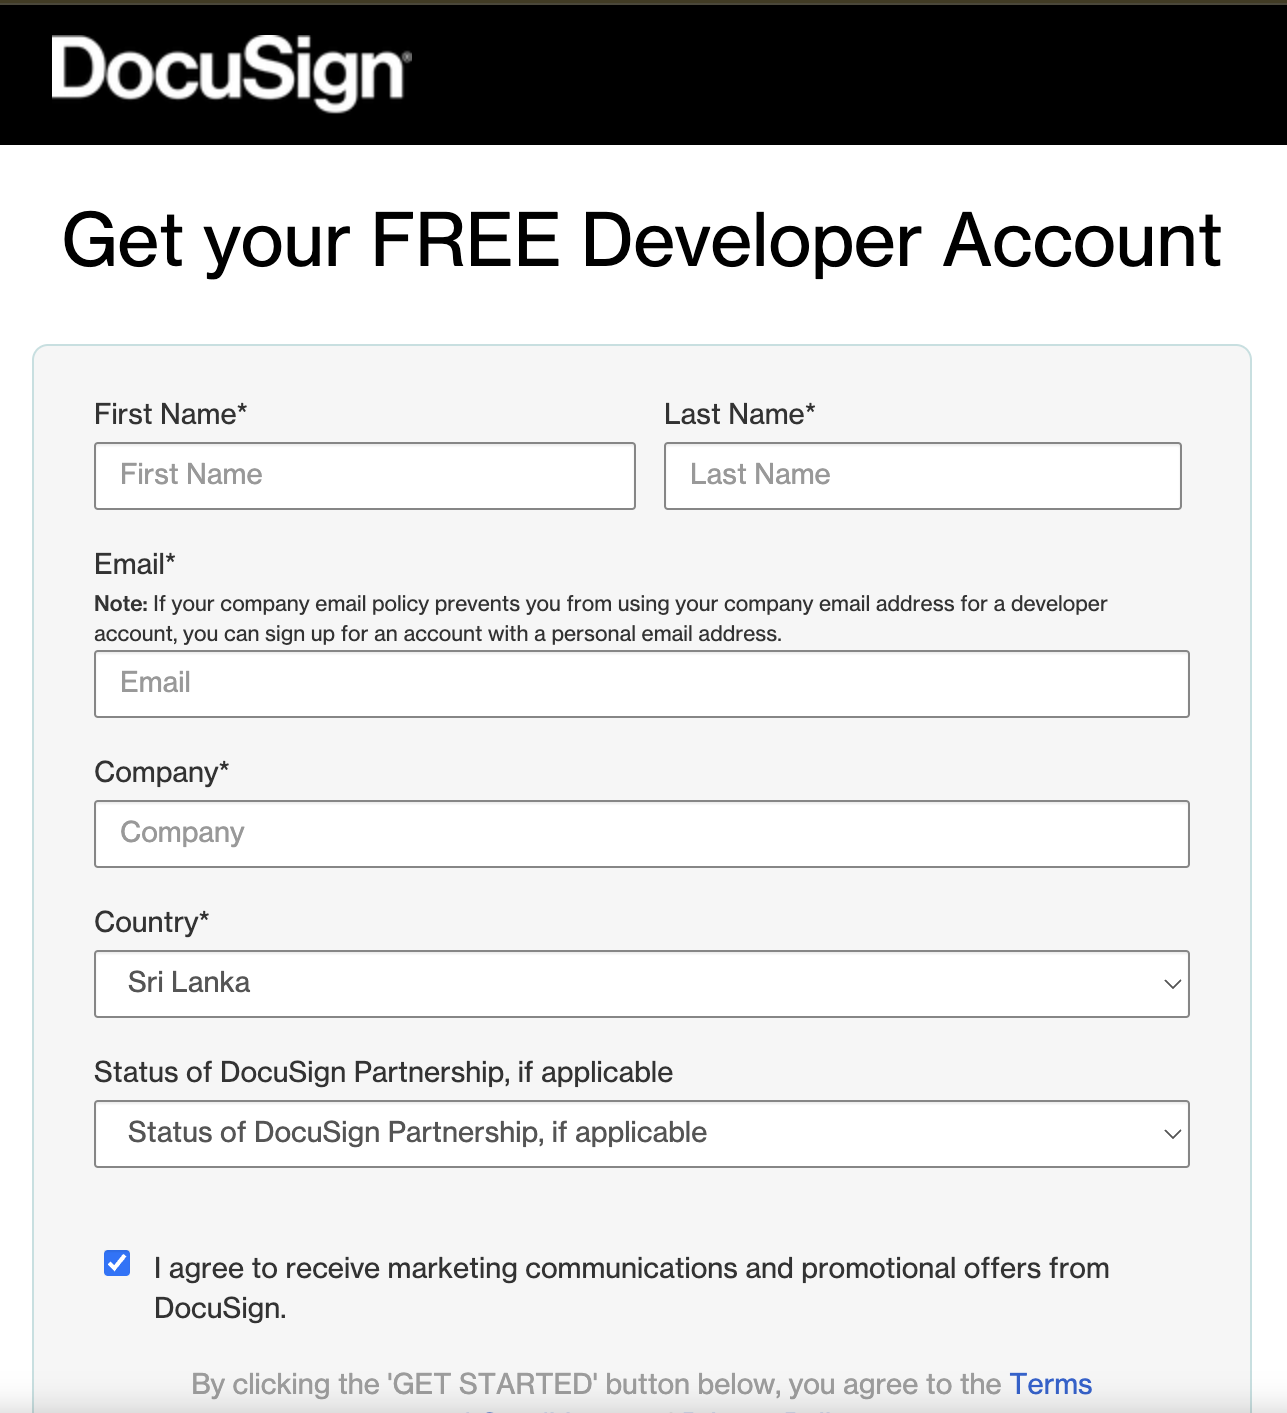 DocuSign
Get your FREE Developer Account
First Name*
Last Name*
First Name
Last Name
Email*
Note: If your company email policy prevents you from using your company email address for a developer
account, you can sign up for an account with a personal email address.
Email
Company*
Company
Country*
Sri Lanka
Status of DocuSign Partnership, if applicable
Status of DocuSign Partnership, if applicable
I agree to receive marketing communications and promotional offers from
DocuSign.
By clicking the 'GET STARTED' button below, you agree to the Terms